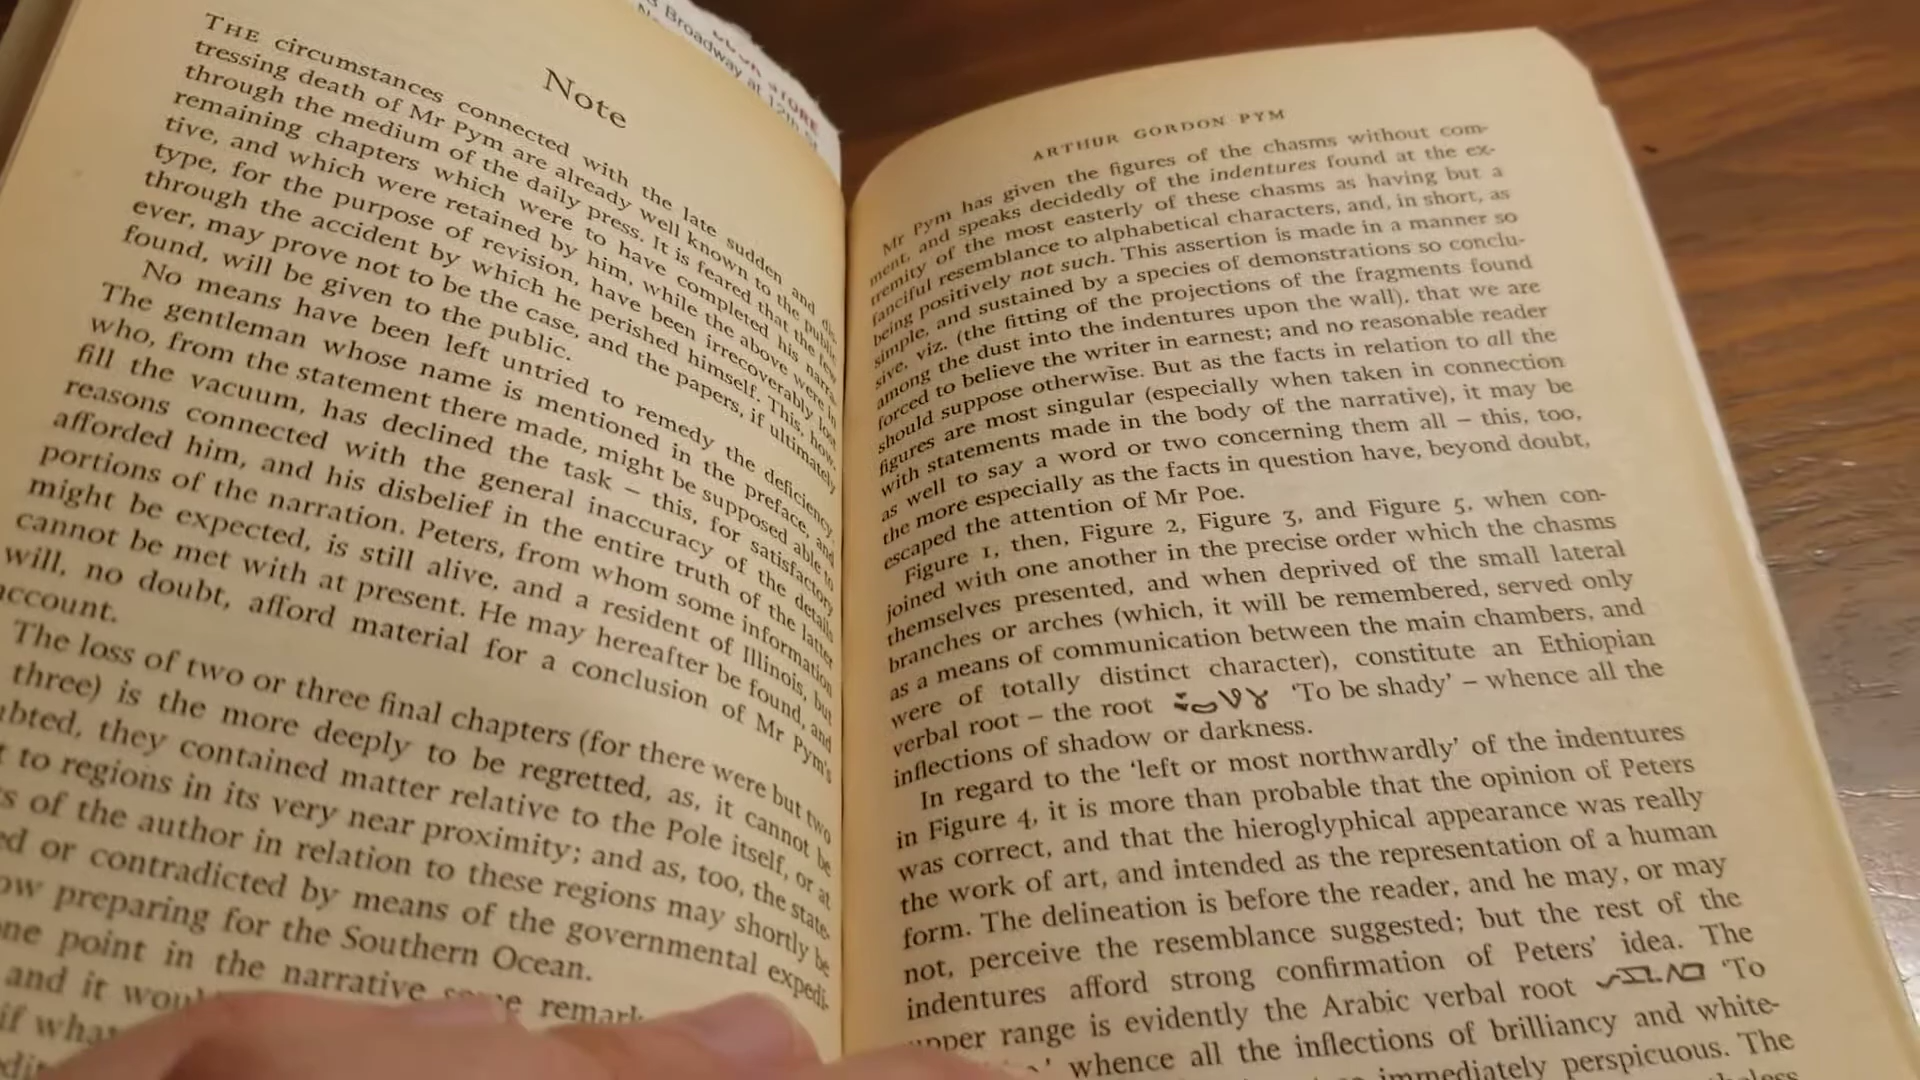 Broadway at 12th St
STORE
Note
THE circumstances connected with the late sudden and dis-
tressing death of Mr Pym are already well known to the public
through the medium of the daily press. It is feared that the few
remaining chapters which were to have completed his narra-
tive, and which were retained by him, while the above were in
type, for the purpose of revision, have been irrecoverably lost
through the accident by which he perished himself. This, how-
ever, may prove not to be the case, and the papers, if ultimately
found, will be given to the public.
No means have been left untried to remedy the deficiency.
The gentleman whose name is mentioned in the preface, and
who, from the statement there made, might be supposed able to
fill the vacuum, has declined the task – this, for satisfactory
reasons connected with the general inaccuracy of the details
afforded him, and his disbelief in the entire truth of the latter
portions of the narration. Peters, from whom some information
might be expected, is still alive, and a resident of Illinois, but
cannot be met with at present. He may hereafter be found, and
will, no doubt, afford material for a conclusion of Mr Pym's
account.
The loss of two or three final chapters (for there were but two
three) is the more deeply to be regretted, as, it cannot be
they contained matter relative to the Pole itself, or at
to regions in its very near proximity; and as, too, the state-
of the author in relation to these regions may shortly be
or contradicted by means of the governmental expedi-
preparing for the Southern Ocean.
point in the narrative some remark
and it
if what
ARTHUR GORDON PYM
Mr Pym has given the figures of the chasms without com-
ment, and speaks decidedly of the indentures found at the ex-
tremity of the most easterly of these chasms as having but a
fanciful resemblance to alphabetical characters, and, in short, as
being positively not such. This assertion is made in a manner so
simple, and sustained by a species of demonstrations so conclu-
sive, viz. (the fitting of the projections of the fragments found
among the dust into the indentures upon the wall), that we are
forced to believe the writer in earnest; and no reasonable reader
should suppose otherwise. But as the facts in relation to all the
figures are most singular (especially when taken in connection
with statements made in the body of the narrative), it may be
as well to say a word or two concerning them all – this, too,
the more especially as the facts in question have, beyond doubt,
escaped the attention of Mr Poe.
Figure 1, then, Figure 2, Figure 3, and Figure 5, when con-
joined with one another in the precise order which the chasms
themselves presented, and when deprived of the small lateral
branches or arches (which, it will be remembered, served only
as a means of communication between the main chambers, and
were of totally distinct character), constitute an Ethiopian
verbal root – the root 'To be shady' – whence all the
inflections of shadow or darkness.
In regard to the 'left or most northwardly' of the indentures
in Figure 4, it is more than probable that the opinion of Peters
was correct, and that the hieroglyphical appearance was really
the work of art, and intended as the representation of a human
form. The delineation is before the reader, and he may, or may
not, perceive the resemblance suggested; but the rest of the
indentures afford strong confirmation of Peters' idea. The
upper range is evidently the Arabic verbal root 'To
whence all the inflections of brilliancy and white-
immediately perspicuous. The